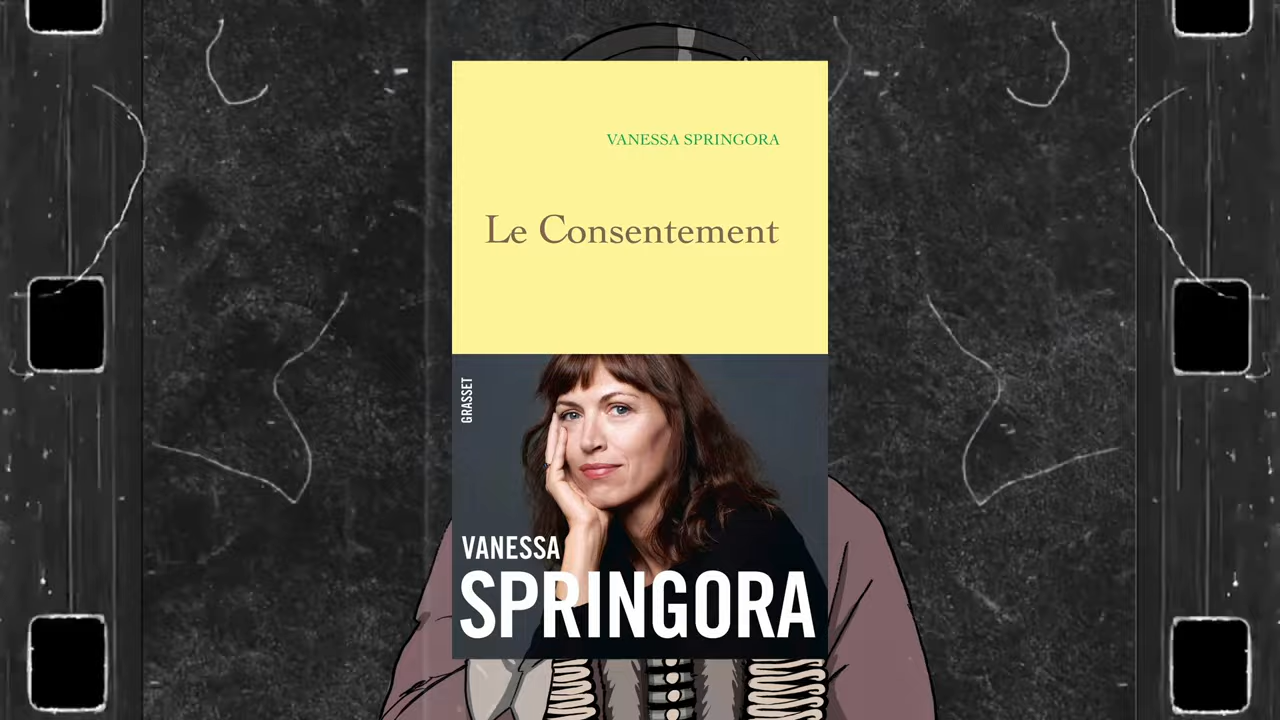 VANESSA SPRINGORA
Le Consentement
GRASSET
VANESSA
SPRINGORA